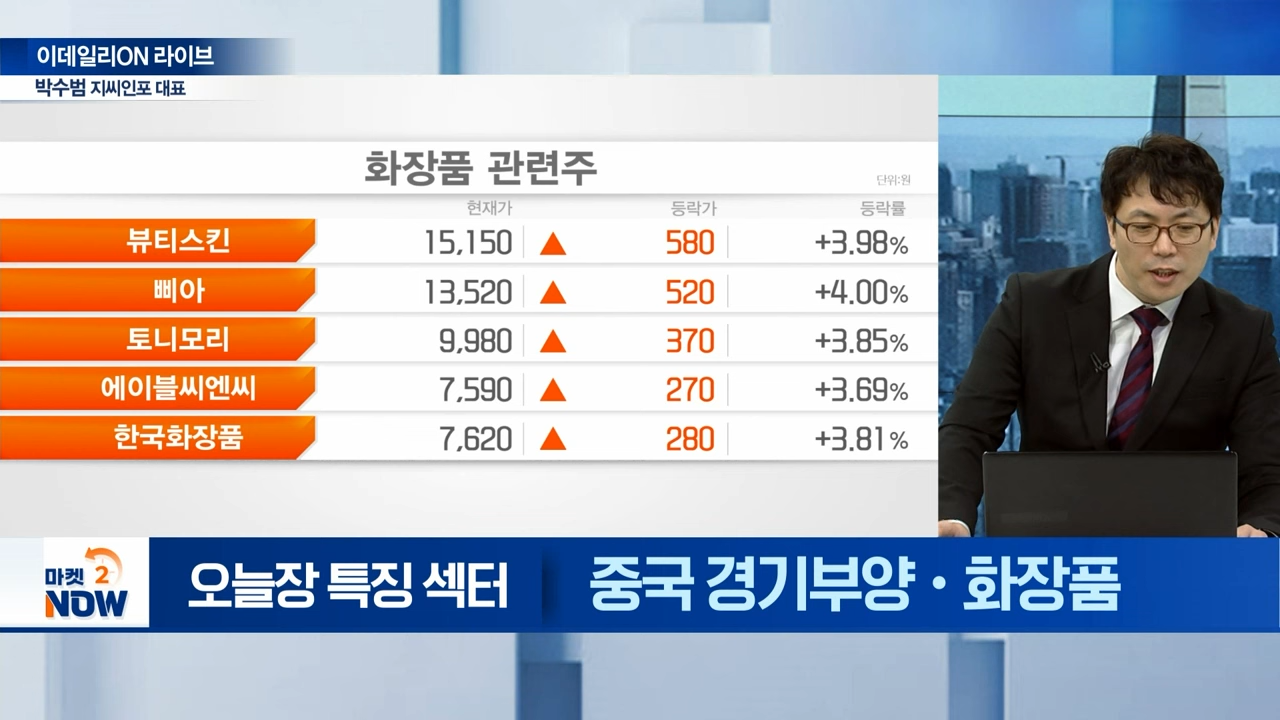 이데일리ON 라이브
박수범 지씨인포 대표
화장품 관련주
단위:원
현재가 등락가 등락률
뷰티스킨 15,150 ▲ 580 +3.98%
삐아 13,520 ▲ 520 +4.00%
토니모리 9,980 ▲ 370 +3.85%
에이블씨엔씨 7,590 ▲ 270 +3.69%
한국화장품 7,620 ▲ 280 +3.81%
마켓 2
NOW
오늘장 특징 섹터 중국 경기부양・화장품